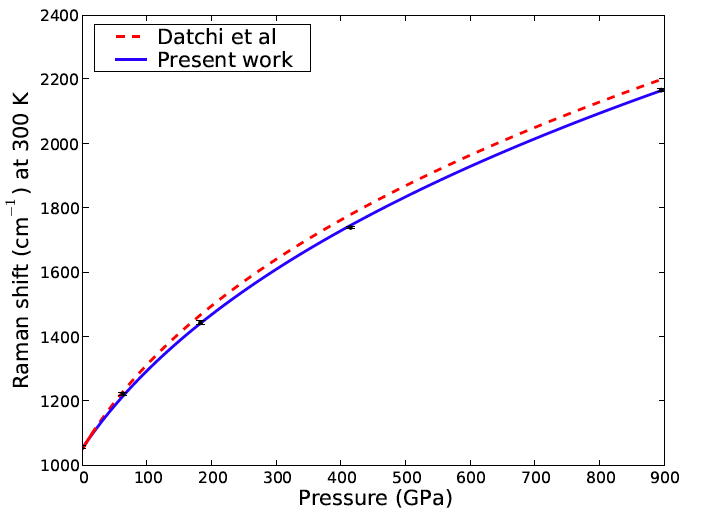 2400
2200
2000
1800
1600
1400
1200
1000
Raman shift (cm⁻¹) at 300 K
Datchi et al
Present work
0 100 200 300 400 500 600 700 800 900
Pressure (GPa)